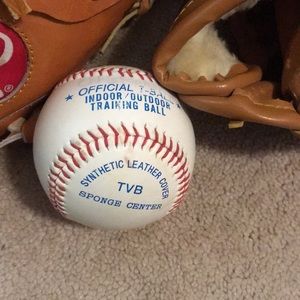 ★ OFFICIAL T-BALL
INDOOR/OUTDOOR
TRAINING BALL
SYNTHETIC LEATHER COVER
TVB
SPONGE CENTER